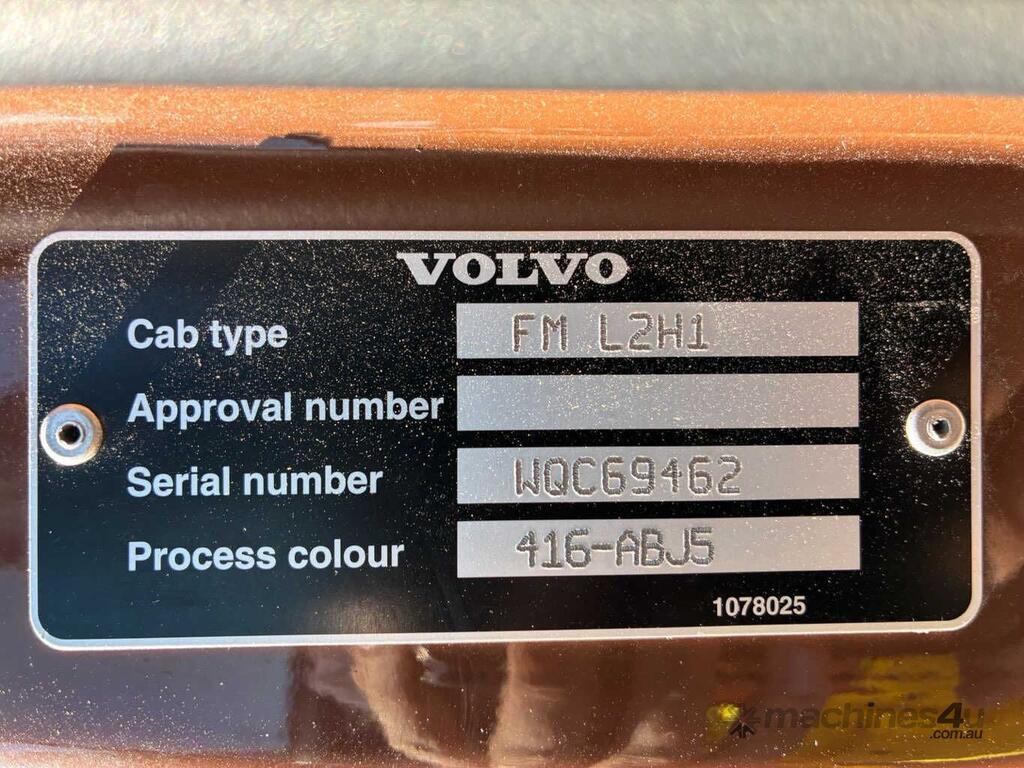 VOLVO
Cab type FM L2H1
Approval number
Serial number WQC69462
Process colour 416-ABJ5
1078025
machines4u
.com.au